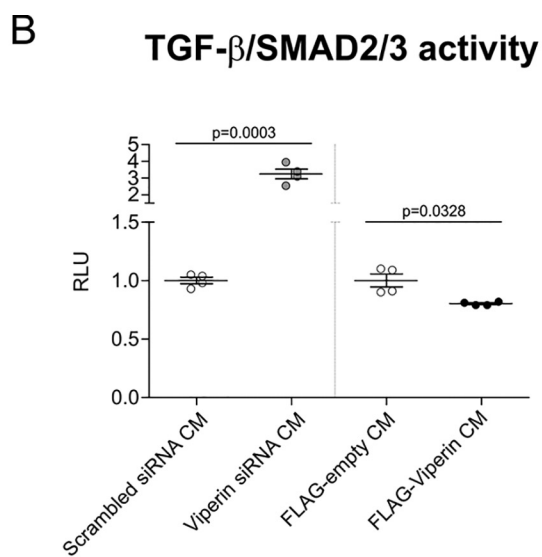 B
TGF-β/SMAD2/3 activity
p=0.0003
5
4
3
2
p=0.0328
1.5
1.0
0.5
0.0
RLU
Scrambled siRNA CM
Viperin siRNA CM
FLAG-empty CM
FLAG-Viperin CM